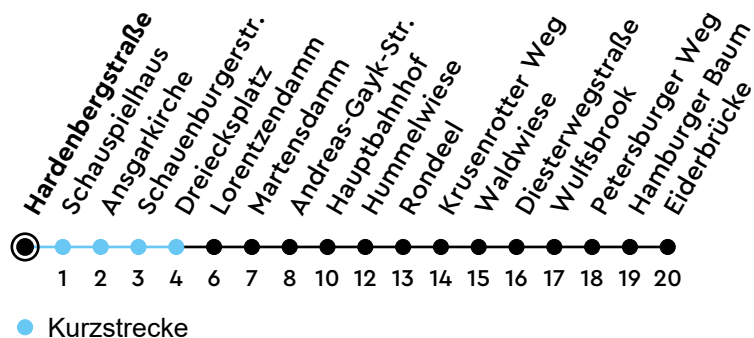 Hardenbergstraße
Schauspielhaus
Ansgarkirche
Schauenburgerstr.
Dreiecksplatz
Lorentzendamm
Martensdamm
Andreas-Gayk-Str.
Hauptbahnhof
Hummelwiese
Rondeel
Krusenrotter Weg
Waldwiese
Diesterwegstraße
Wulfsbrook
Petersburger Weg
Hamburger Baum
Eiderbrücke
1 2 3 4 6 7 8 10 12 13 14 15 16 17 18 19 20
Kurzstrecke